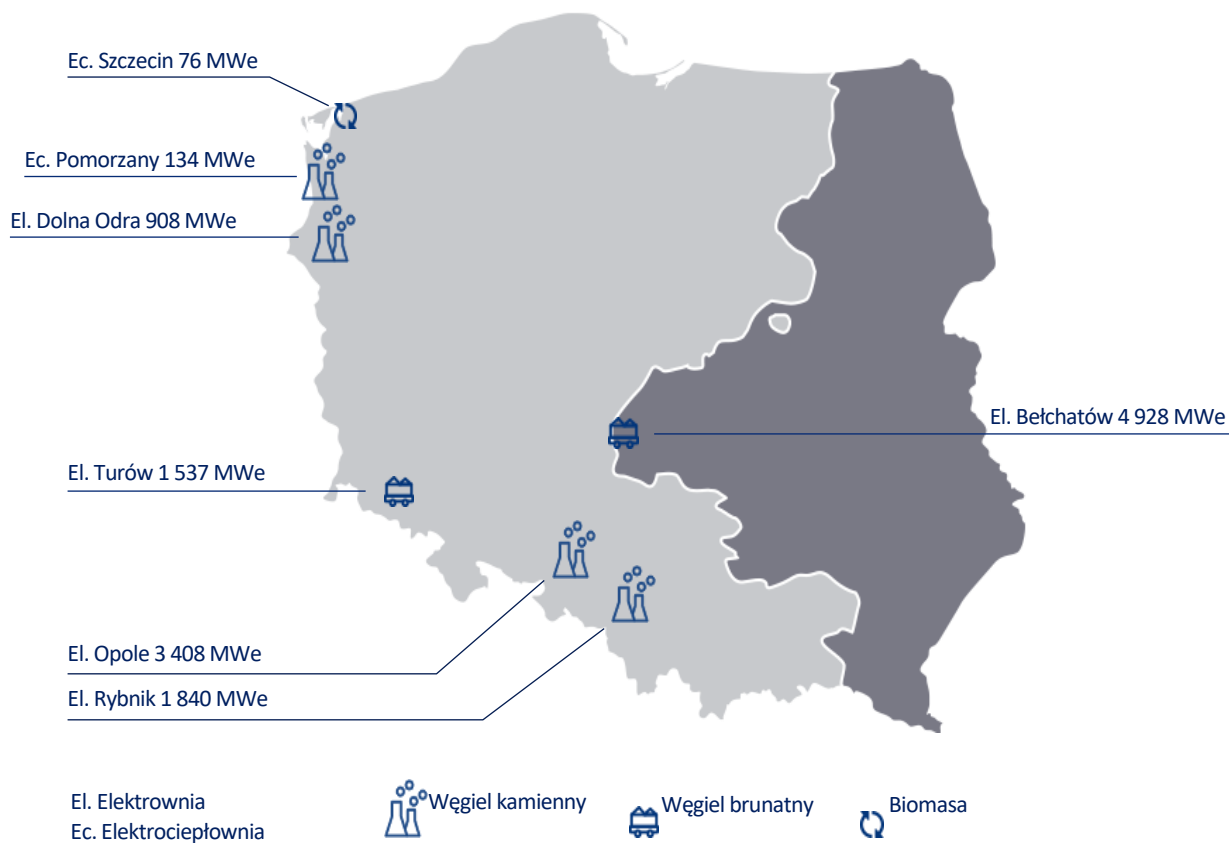 Ec. Szczecin 76 MWe
Ec. Pomorzany 134 MWe
El. Dolna Odra 908 MWe
El. Bełchatów 4 928 MWe
El. Turów 1 537 MWe
El. Opole 3 408 MWe
El. Rybnik 1 840 MWe
El. Elektrownia
Ec. Elektrociepłownia
Węgiel kamienny
Węgiel brunatny
Biomasa